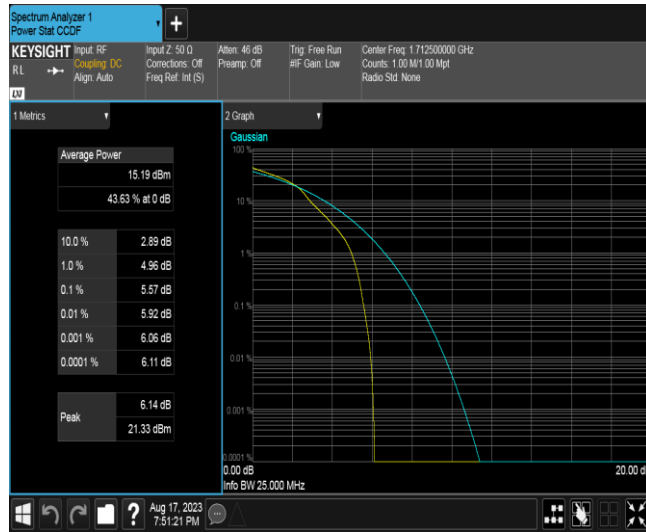 Spectrum Analyzer 1
Power Stat CCDF
+
KEYSIGHT
RL
LXI
Input: RF
Coupling: DC
Align: Auto
Input Z: 50 Ω
Corrections: Off
Freq Ref: Int (S)
Atten: 46 dB
Preamp: Off
Trig: Free Run
#IF Gain: Low
Center Freq: 1.712500000 GHz
Counts: 1.00 M/1.00 Mpt
Radio Std: None
1 Metrics
Average Power
15.19 dBm
43.63 % at 0 dB
10.0 % 2.89 dB
1.0 % 4.96 dB
0.1 % 5.57 dB
0.01 % 5.92 dB
0.001 % 6.06 dB
0.0001 % 6.11 dB
Peak
6.14 dB
21.33 dBm
2 Graph
Gaussian
100 %
10 %
1 %
0.1 %
0.01 %
0.001 %
0.0001 %
0.00 dB
20.00 d
Info BW 25.000 MHz
?
Aug 17, 2023
7:51:21 PM